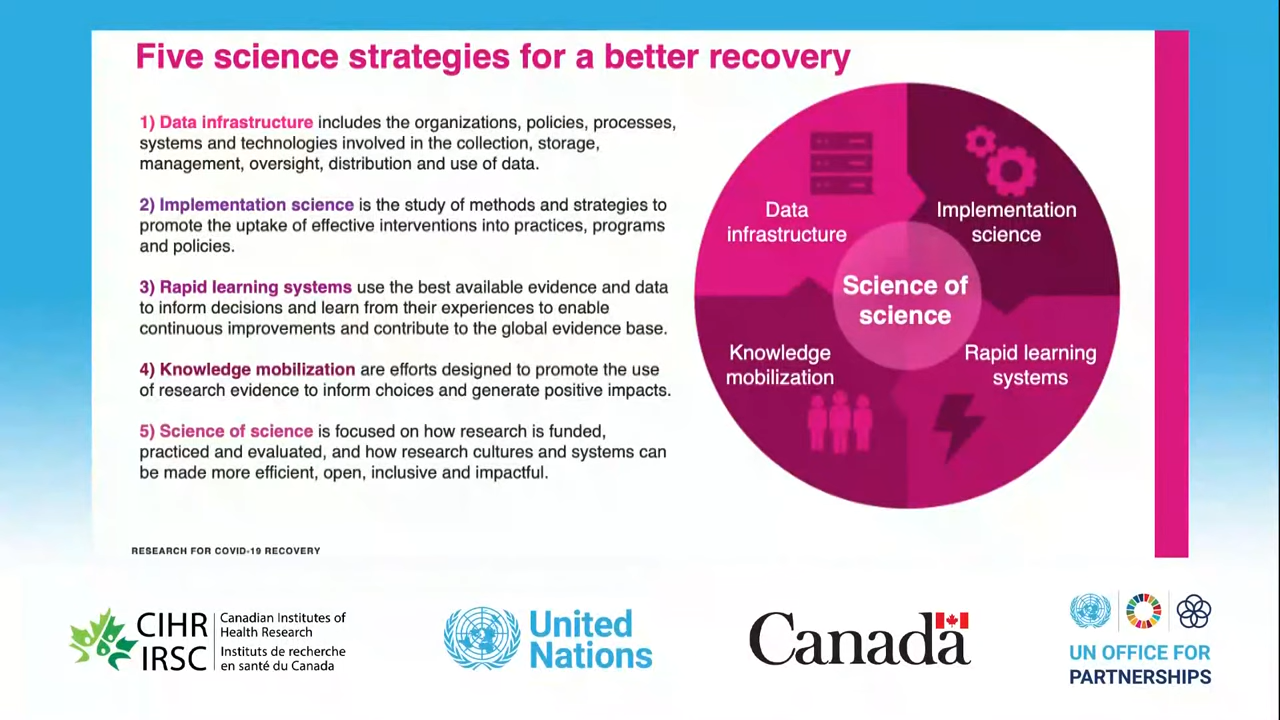 Five science strategies for a better recovery
1) Data infrastructure includes the organizations, policies, processes,
systems and technologies involved in the collection, storage,
management, oversight, distribution and use of data.
2) Implementation science is the study of methods and strategies to
promote the uptake of effective interventions into practices, programs
and policies.
3) Rapid learning systems use the best available evidence and data
to inform decisions and learn from their experiences to enable
continuous improvements and contribute to the global evidence base.
4) Knowledge mobilization are efforts designed to promote the use
of research evidence to inform choices and generate positive impacts.
5) Science of science is focused on how research is funded,
practiced and evaluated, and how research cultures and systems can
be made more efficient, open, inclusive and impactful.
Data
infrastructure
Implementation
science
Science of
science
Knowledge
mobilization
Rapid learning
systems
RESEARCH FOR COVID-19 RECOVERY
CIHR
IRSC
Canadian Institutes of
Health Research
Instituts de recherche
en santé du Canada
United
Nations
Canada
UN OFFICE FOR
PARTNERSHIPS